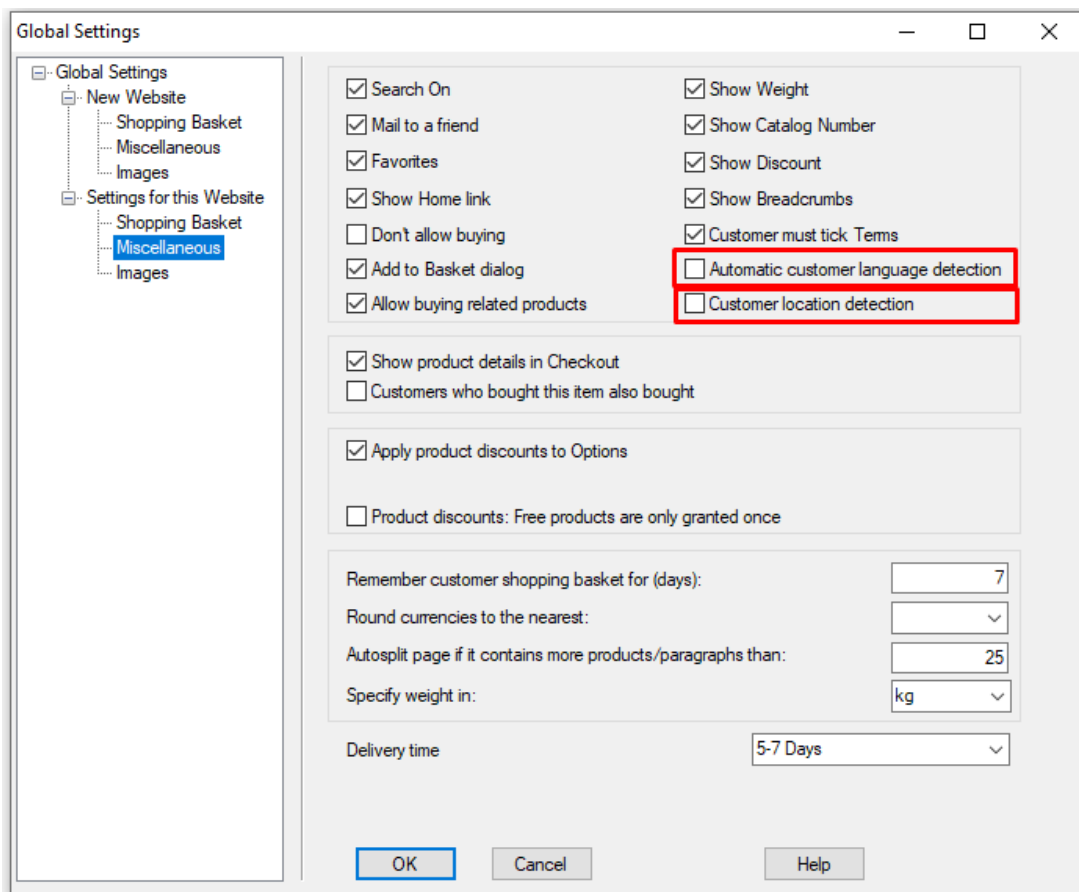 Global Settings
Global Settings
New Website
Shopping Basket
Miscellaneous
Images
Settings for this Website
Shopping Basket
Miscellaneous
Images
Search On
Mail to a friend
Favorites
Show Home link
Don't allow buying
Add to Basket dialog
Allow buying related products
Show Weight
Show Catalog Number
Show Discount
Show Breadcrumbs
Customer must tick Terms
Automatic customer language detection
Customer location detection
Show product details in Checkout
Customers who bought this item also bought
Apply product discounts to Options
Product discounts: Free products are only granted once
Remember customer shopping basket for (days): 7
Round currencies to the nearest:
Autosplit page if it contains more products/paragraphs than: 25
Specify weight in: kg
Delivery time 5-7 Days
OK Cancel Help